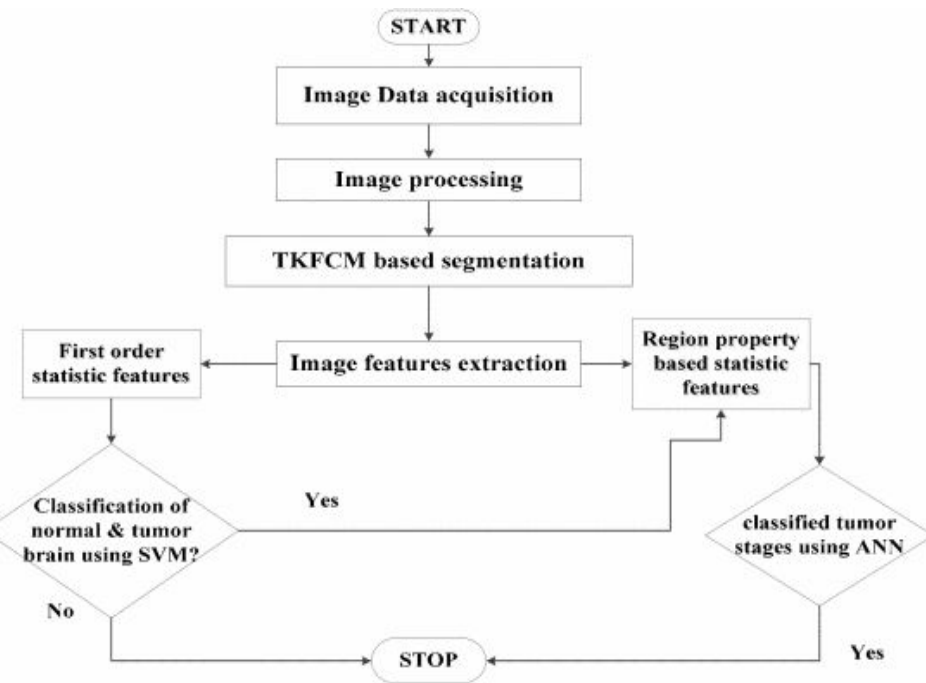 START
Image Data acquisition
Image processing
TKFCM based segmentation
First order
statistic features
Image features extraction
Region property
based statistic
features
Classification of
normal & tumor
brain using SVM?
Yes
classified tumor
stages using ANN
No
STOP
Yes